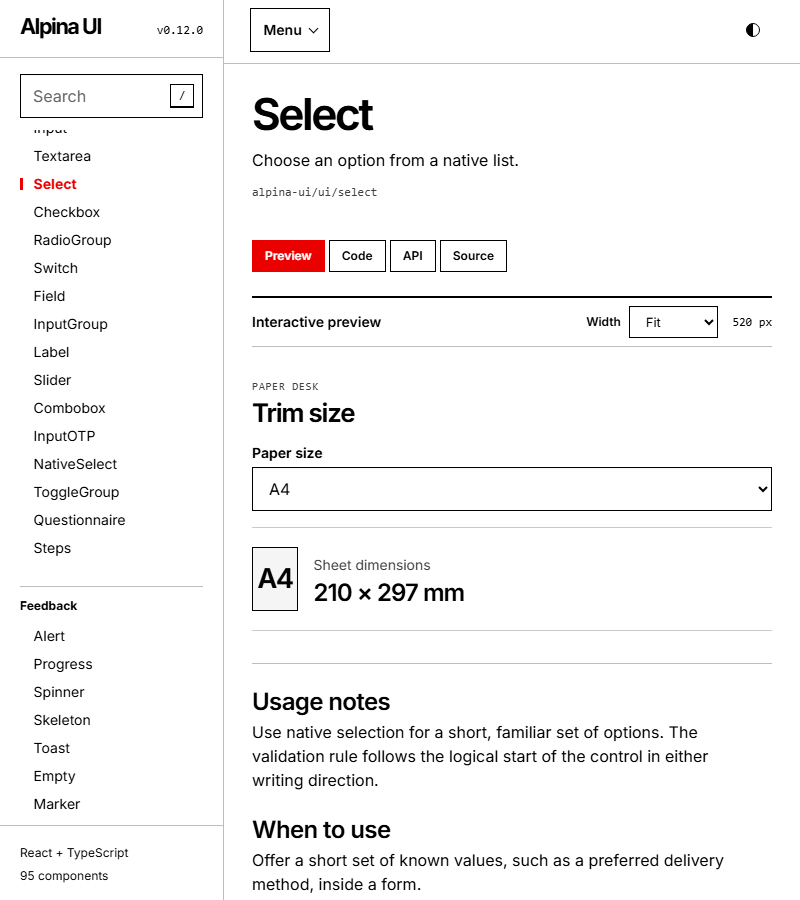 Alpina UI
v0.12.0
Search
/
Input
Textarea
Select
Checkbox
RadioGroup
Switch
Field
InputGroup
Label
Slider
Combobox
InputOTP
NativeSelect
ToggleGroup
Questionnaire
Steps
Feedback
Alert
Progress
Spinner
Skeleton
Toast
Empty
Marker
React + TypeScript
95 components
Menu
Select
Choose an option from a native list.
alpina-ui/ui/select
Preview
Code
API
Source
Interactive preview
Width
Fit
520 px
PAPER DESK
Trim size
Paper size
A4
A4
Sheet dimensions
210 × 297 mm
Usage notes
Use native selection for a short, familiar set of options. The
validation rule follows the logical start of the control in either
writing direction.
When to use
Offer a short set of known values, such as a preferred delivery
method, inside a form.